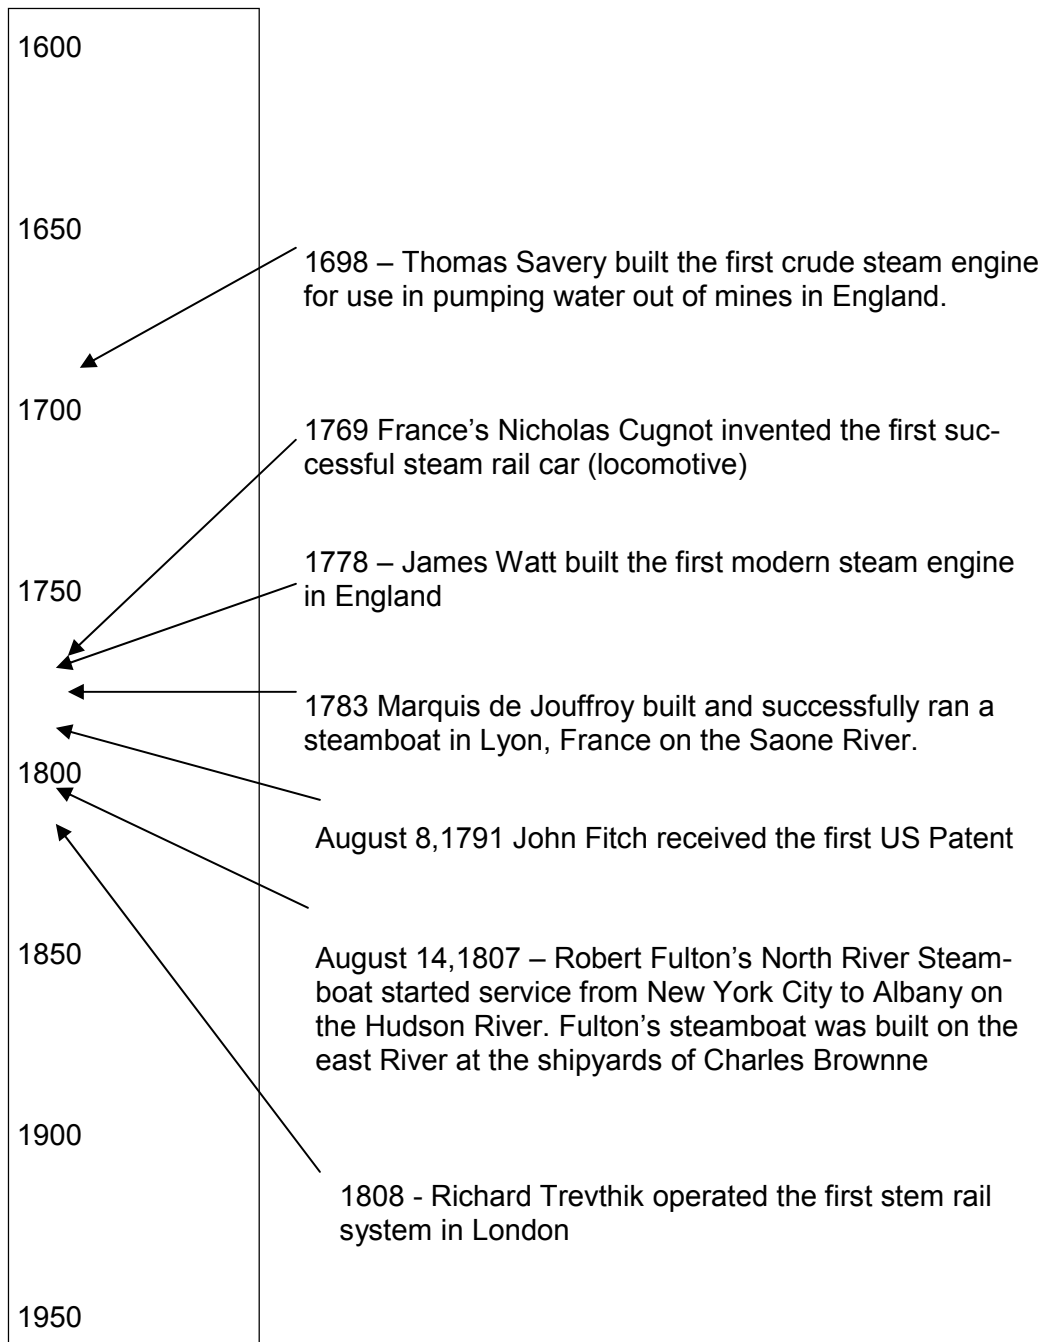 1600
1650
1698 – Thomas Savery built the first crude steam engine
for use in pumping water out of mines in England.
1700
1769 France’s Nicholas Cugnot invented the first suc-
cessful steam rail car (locomotive)
1778 – James Watt built the first modern steam engine
in England
1750
1783 Marquis de Jouffroy built and successfully ran a
steamboat in Lyon, France on the Saone River.
1800
August 8,1791 John Fitch received the first US Patent
1850
August 14,1807 – Robert Fulton’s North River Steam-
boat started service from New York City to Albany on
the Hudson River. Fulton’s steamboat was built on the
east River at the shipyards of Charles Brownne
1900
1808 - Richard Trevthik operated the first stem rail
system in London
1950